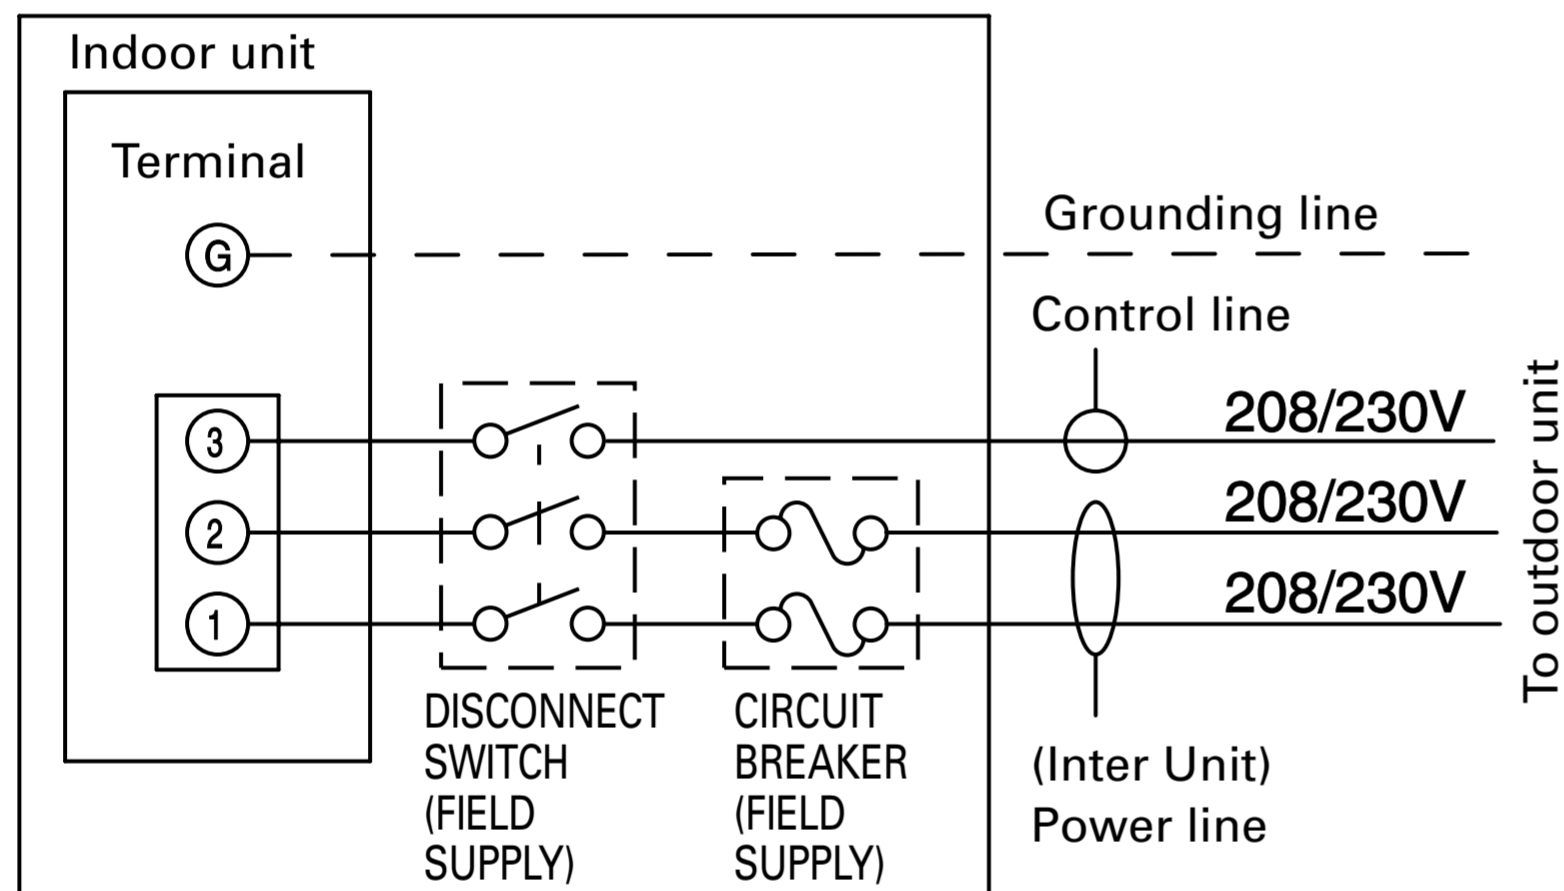 Indoor unit
Terminal
G
Grounding line
Control line
3
208/230V
2
208/230V
1
208/230V
To outdoor unit
DISCONNECT
SWITCH
(FIELD
SUPPLY)
CIRCUIT
BREAKER
(FIELD
SUPPLY)
(Inter Unit)
Power line